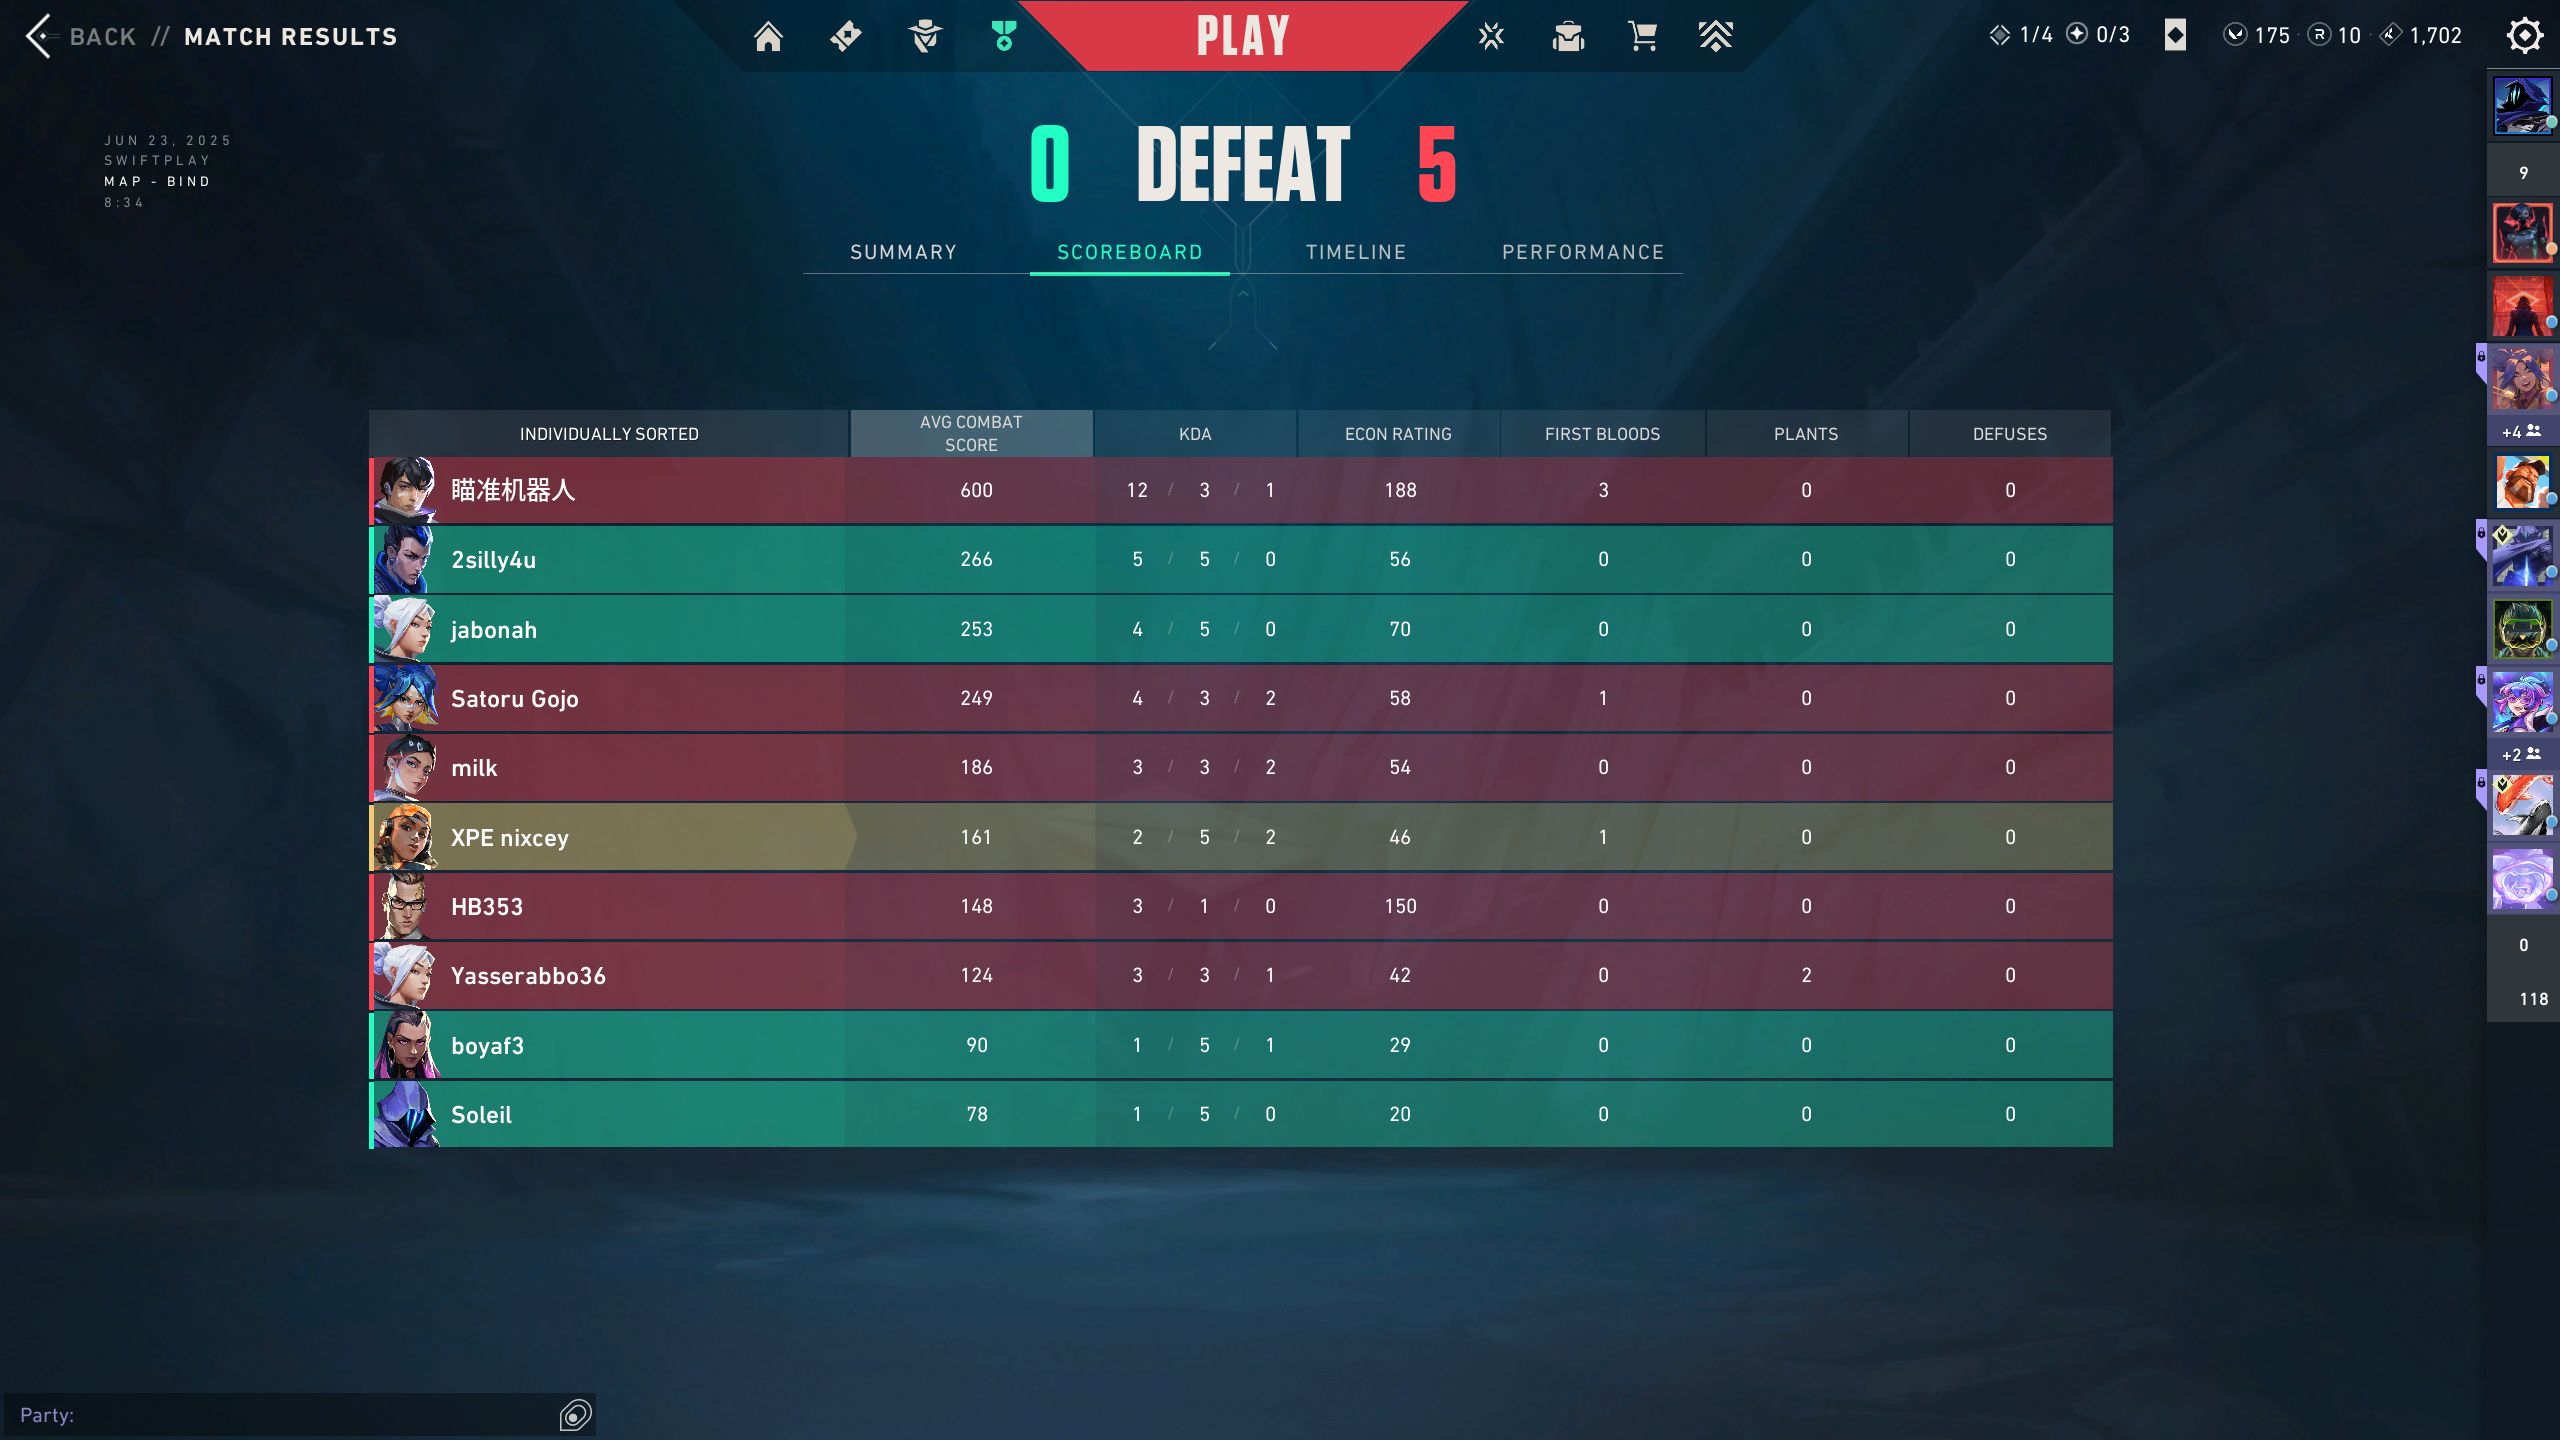 BACK // MATCH RESULTS
PLAY
1/4 0/3 175 10 1,702
JUN 23, 2025
SWIFTPLAY
MAP - BIND
8:34
0 DEFEAT 5
SUMMARY SCOREBOARD TIMELINE PERFORMANCE
INDIVIDUALLY SORTED AVG COMBAT SCORE KDA ECON RATING FIRST BLOODS PLANTS DEFUSES
瞄准机器人 600 12 / 3 / 1 188 3 0 0
2silly4u 266 5 / 5 / 0 56 0 0 0
jabonah 253 4 / 5 / 0 70 0 0 0
Satoru Gojo 249 4 / 3 / 2 58 1 0 0
milk 186 3 / 3 / 2 54 0 0 0
XPE nixcey 161 2 / 5 / 2 46 1 0 0
HB353 148 3 / 1 / 0 150 0 0 0
Yasserabbo36 124 3 / 3 / 1 42 0 2 0
boyaf3 90 1 / 5 / 1 29 0 0 0
Soleil 78 1 / 5 / 0 20 0 0 0
9
+4
+2
0
118
Party: